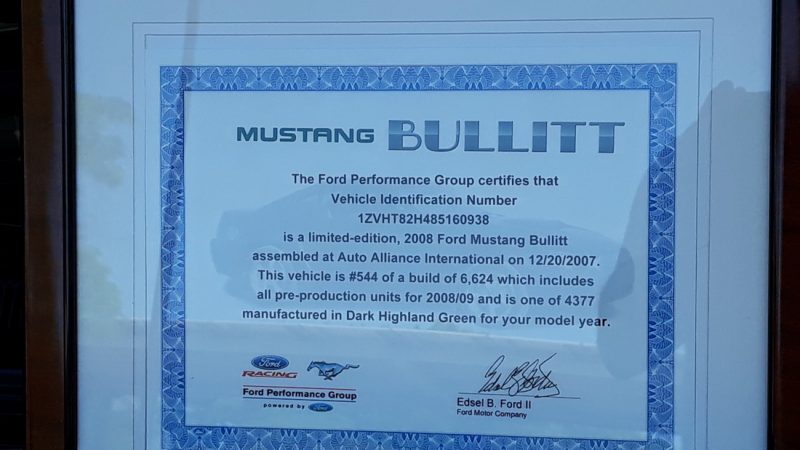 MUSTANG BULLITT
The Ford Performance Group certifies that
Vehicle Identification Number
1ZVHT82H485160938
is a limited-edition, 2008 Ford Mustang Bullitt
assembled at Auto Alliance International on 12/20/2007.
This vehicle is #544 of a build of 6,624 which includes
all pre-production units for 2008/09 and is one of 4377
manufactured in Dark Highland Green for your model year.
Ford
RACING
Ford Performance Group
powered by Ford
Edsel B. Ford II
Ford Motor Company